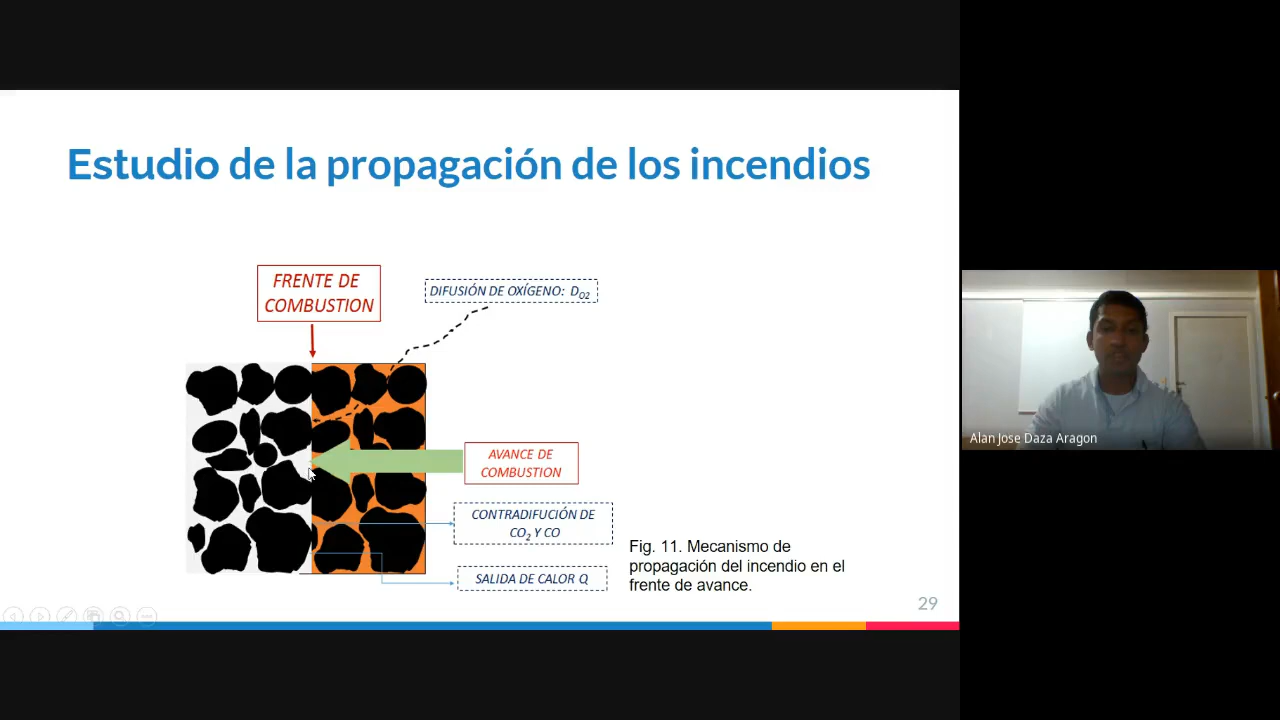 Estudio de la propagación de los incendios
FRENTE DE
COMBUSTION
DIFUSIÓN DE OXÍGENO: DO2
AVANCE DE
COMBUSTION
CONTRADIFUCIÓN DE
CO2 Y CO
SALIDA DE CALOR Q
Fig. 11. Mecanismo de
propagación del incendio en el
frente de avance.
29
Alan Jose Daza Aragon